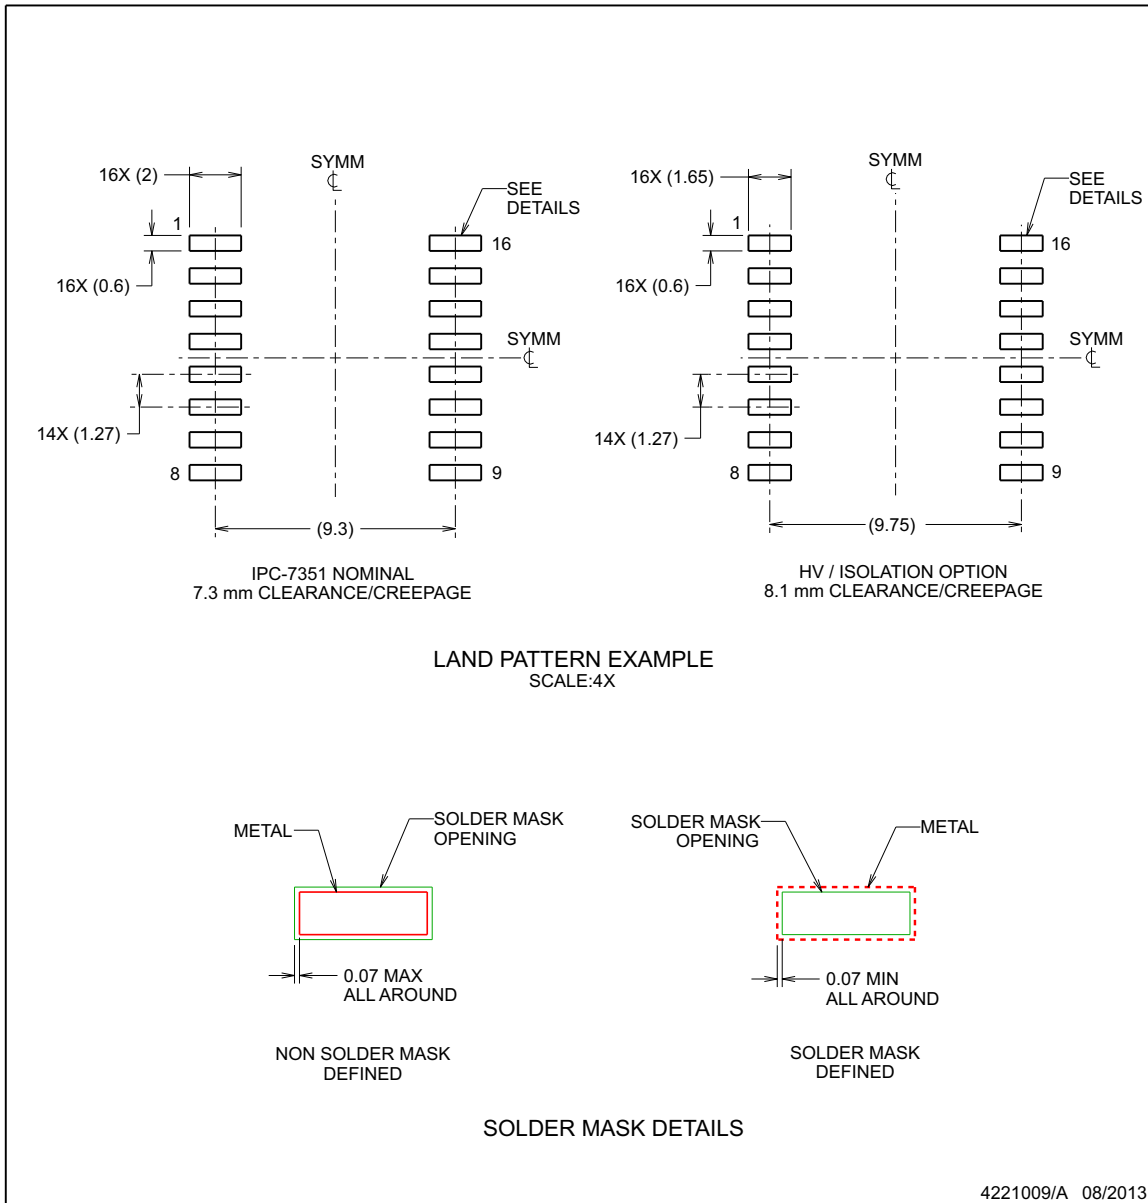 SYMM
℄
16X (2)
SEE
DETAILS
1
16
16X (0.6)
SYMM
℄
14X (1.27)
8
9
(9.3)
IPC-7351 NOMINAL
7.3 mm CLEARANCE/CREEPAGE
SYMM
℄
16X (1.65)
SEE
DETAILS
1
16
16X (0.6)
SYMM
℄
14X (1.27)
8
9
(9.75)
HV / ISOLATION OPTION
8.1 mm CLEARANCE/CREEPAGE
LAND PATTERN EXAMPLE
SCALE:4X
METAL
SOLDER MASK
OPENING
0.07 MAX
ALL AROUND
NON SOLDER MASK
DEFINED
SOLDER MASK
OPENING
METAL
0.07 MIN
ALL AROUND
SOLDER MASK
DEFINED
SOLDER MASK DETAILS
4221009/A 08/2013